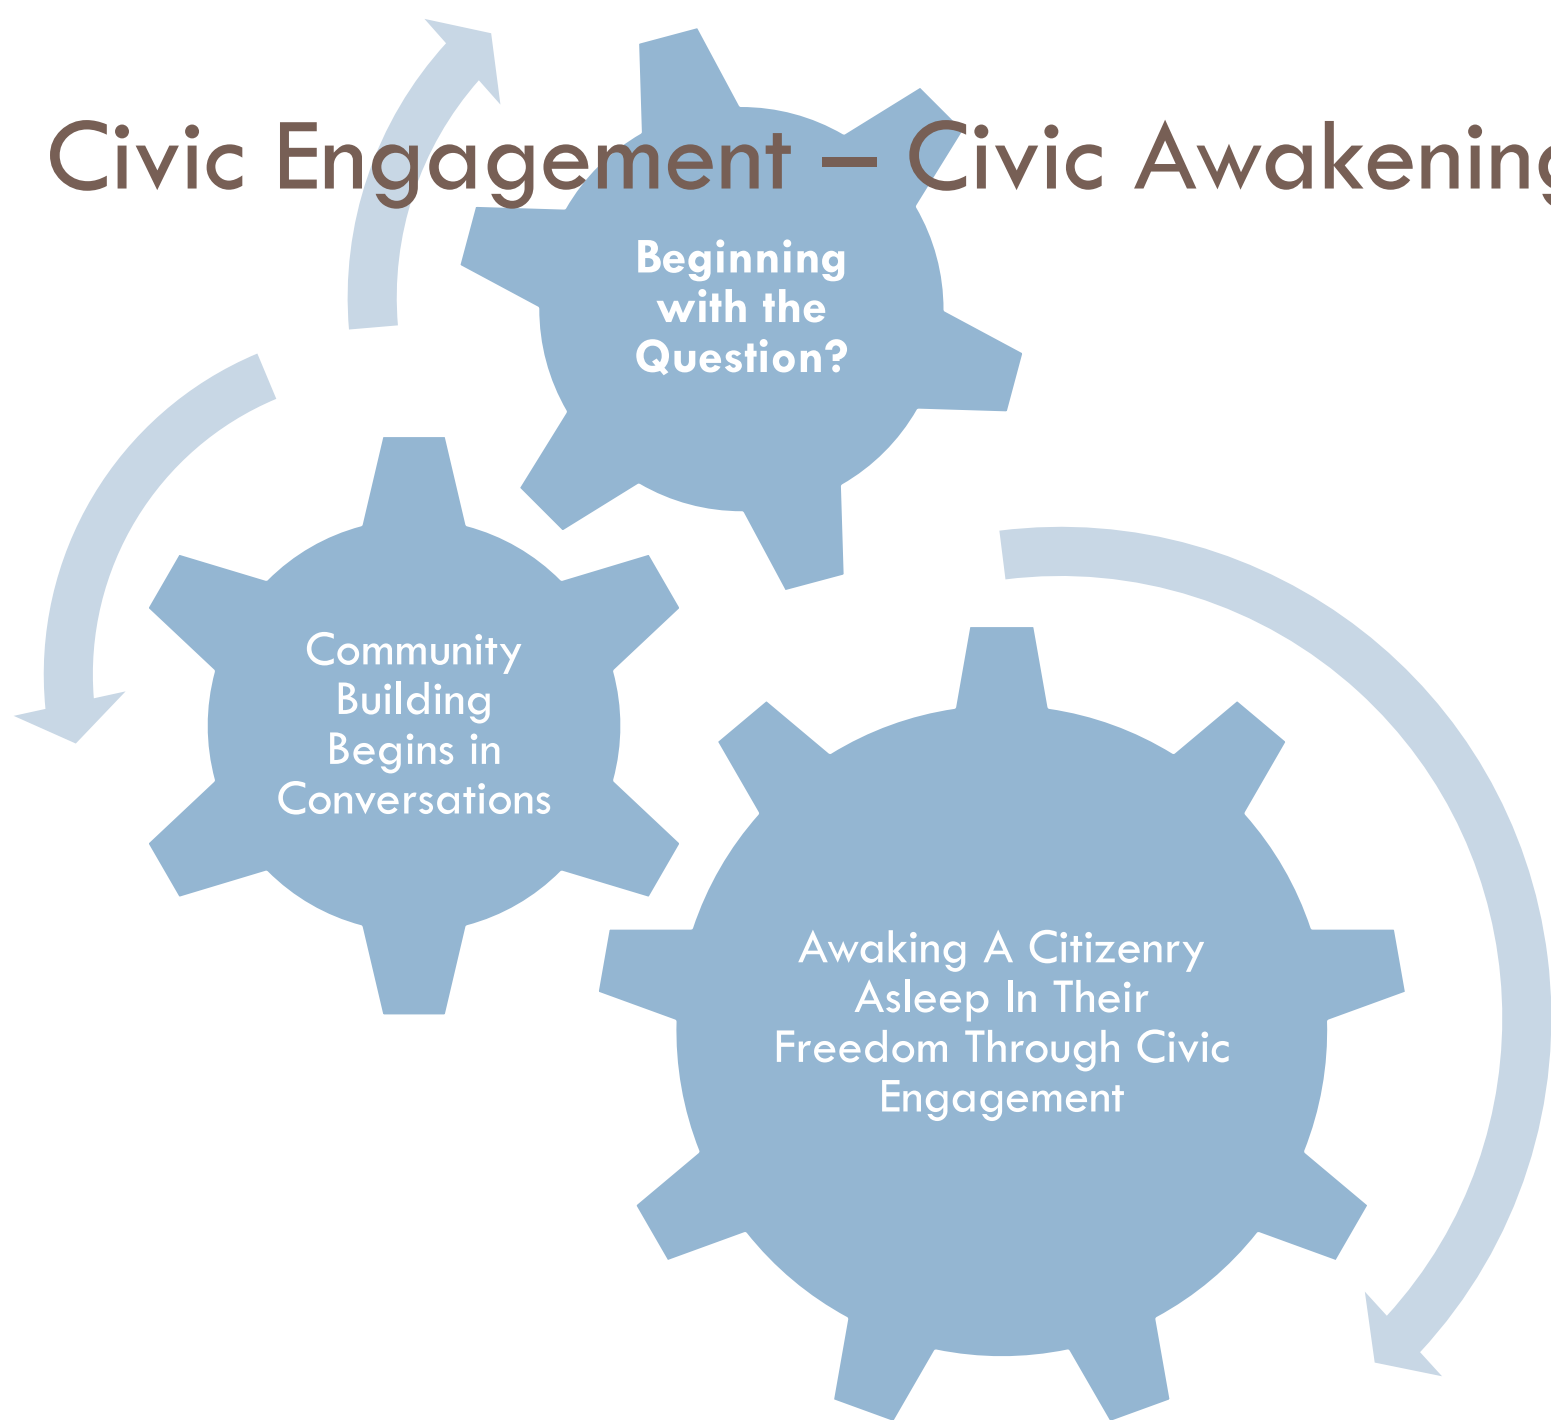 Civic Engagement – Civic Awakening
Beginning
with the
Question?
Community
Building
Begins in
Conversations
Awaking A Citizenry
Asleep In Their
Freedom Through Civic
Engagement